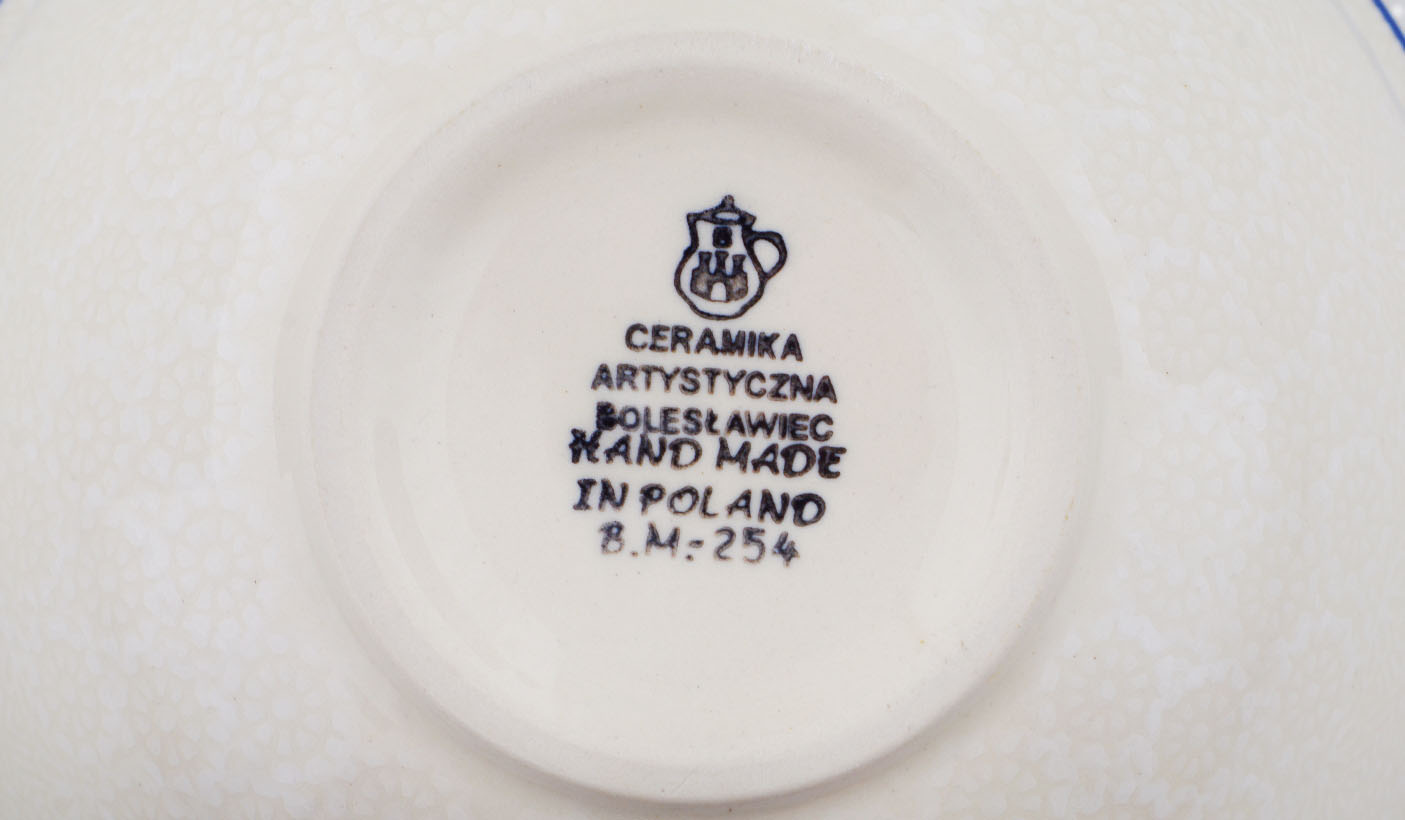 CERAMIKA
ARTYSTYCZNA
BOLESŁAWIEC
HAND MADE
IN POLAND
B.M.-254